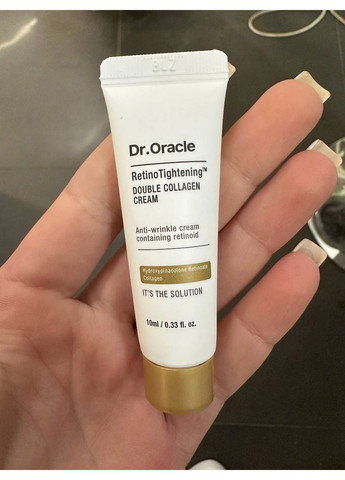 Dr.Oracle
RetinoTightening™
DOUBLE COLLAGEN
CREAM
Anti-wrinkle cream
containing retinoid
Hydroxypinacolone Retinoate
Collagen
IT'S THE SOLUTION
10ml / 0.33 fl. oz.